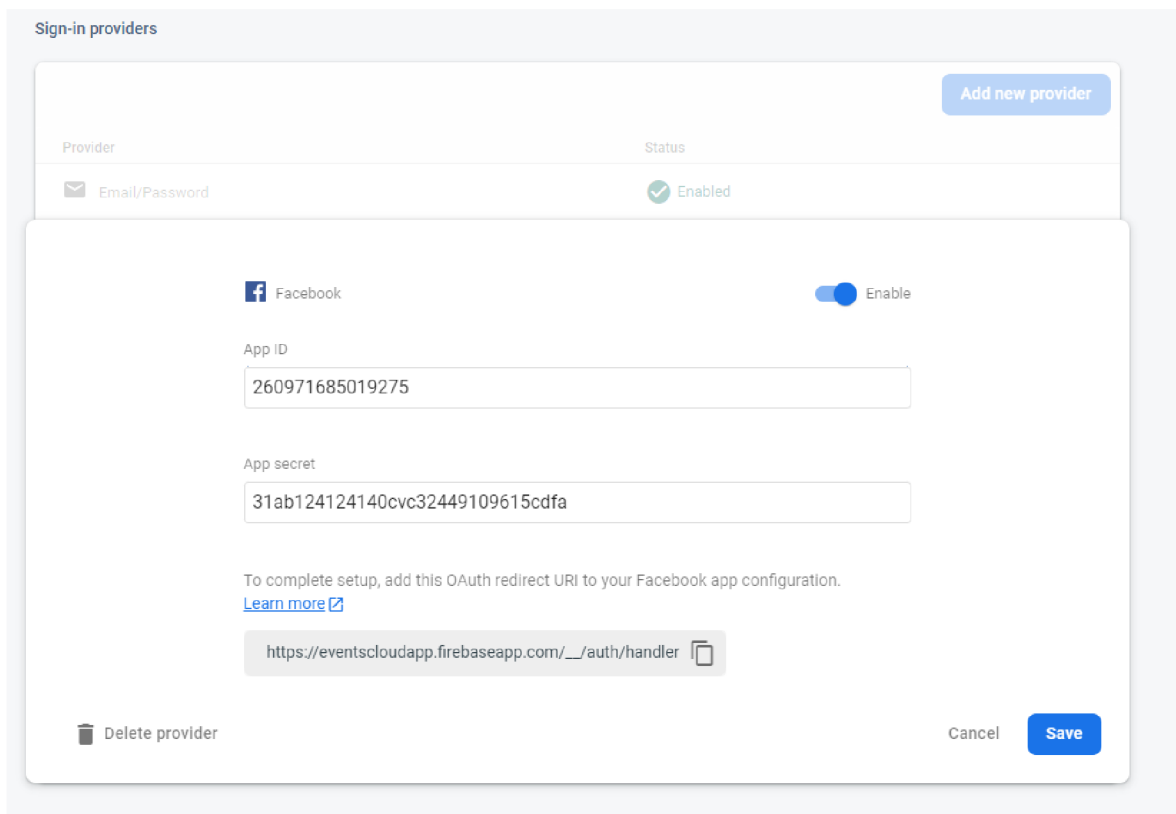 Sign-in providers
Add new provider
Provider Status
Email/Password Enabled
Facebook Enable
App ID
260971685019275
App secret
31ab124124140cvc32449109615cdfa
To complete setup, add this OAuth redirect URI to your Facebook app configuration.
Learn more
https://eventscloudapp.firebaseapp.com/__/auth/handler
Delete provider Cancel Save